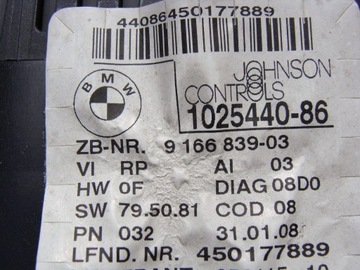 44086450177889
BMW
JOHNSON
CONTROLS
1025440-86
ZB-NR. 9 166 839-03
VI RP AI 03
HW 0F DIAG 08D0
SW 79.50.81 COD 08
PN 032 31.01.08
LFND. NR. 450177889